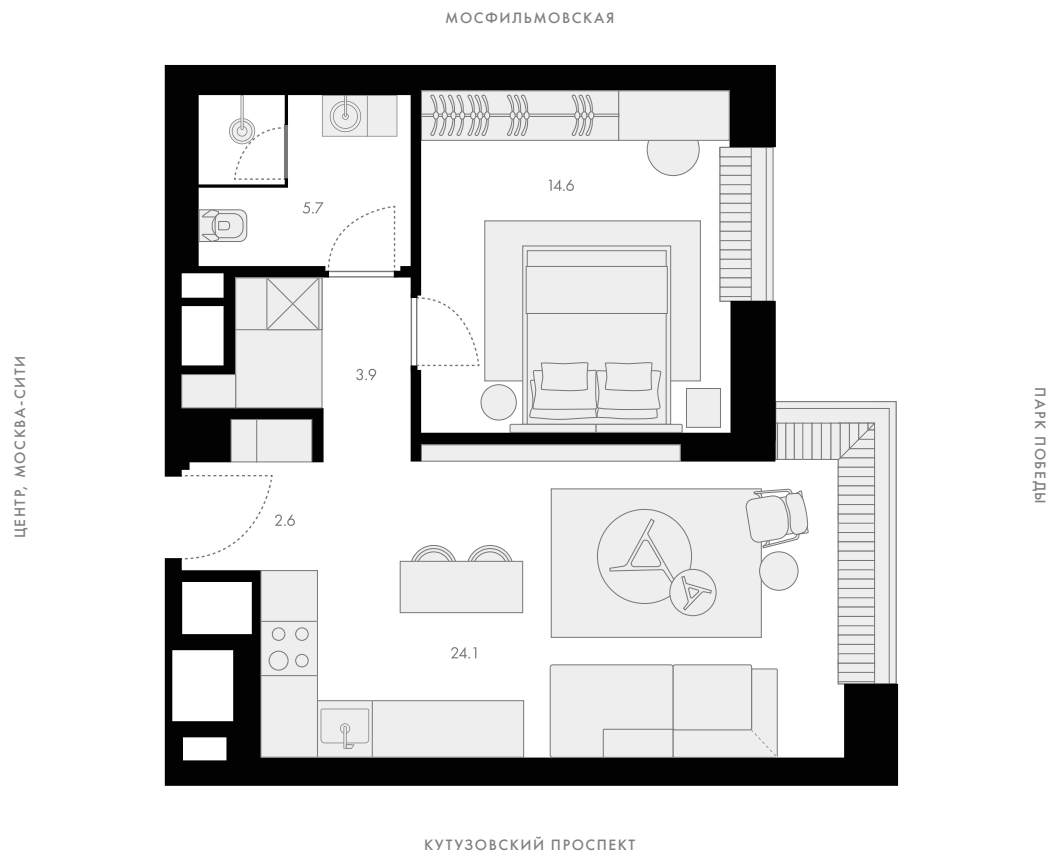 МОСФИЛЬМОВСКАЯ
14.6
5.7
3.9
ЦЕНТР, МОСКВА-СИТИ
ПАРК ПОБЕДЫ
2.6
24.1
КУТУЗОВСКИЙ ПРОСПЕКТ